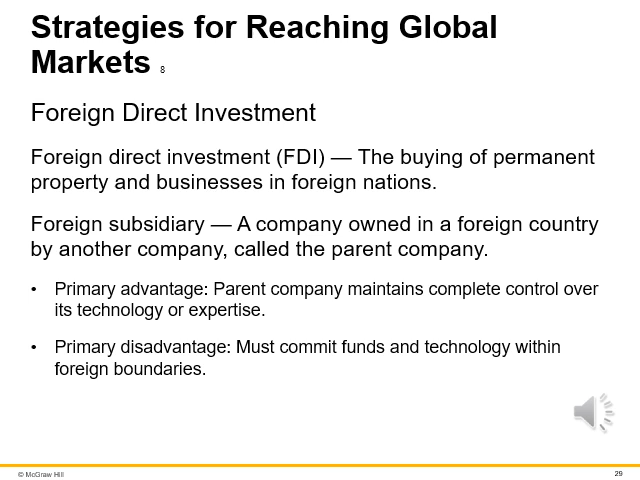 Strategies for Reaching Global
Markets 8
Foreign Direct Investment
Foreign direct investment (FDI) — The buying of permanent
property and businesses in foreign nations.
Foreign subsidiary — A company owned in a foreign country
by another company, called the parent company.
• Primary advantage: Parent company maintains complete control over
its technology or expertise.
• Primary disadvantage: Must commit funds and technology within
foreign boundaries.
© McGraw Hill
29